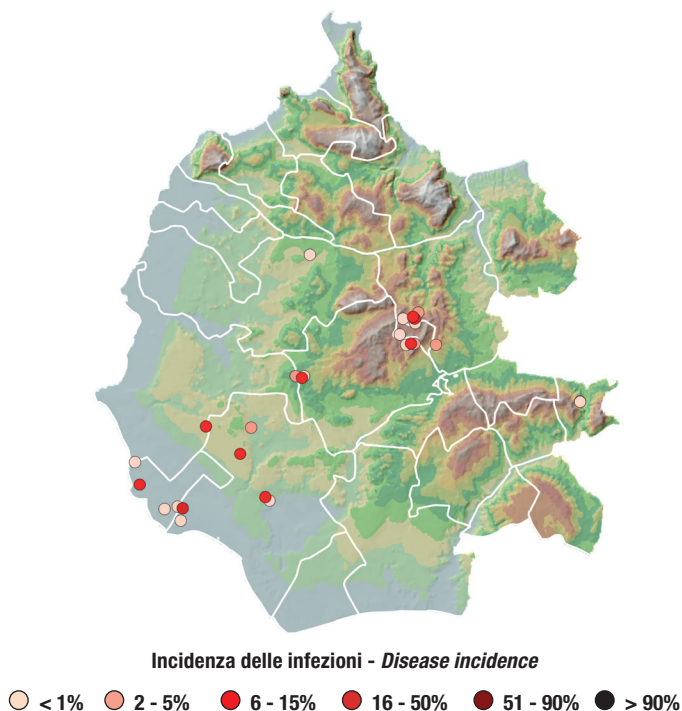 Incidenza delle infezioni - Disease incidence
< 1% 2 - 5% 6 - 15% 16 - 50% 51 - 90% > 90%